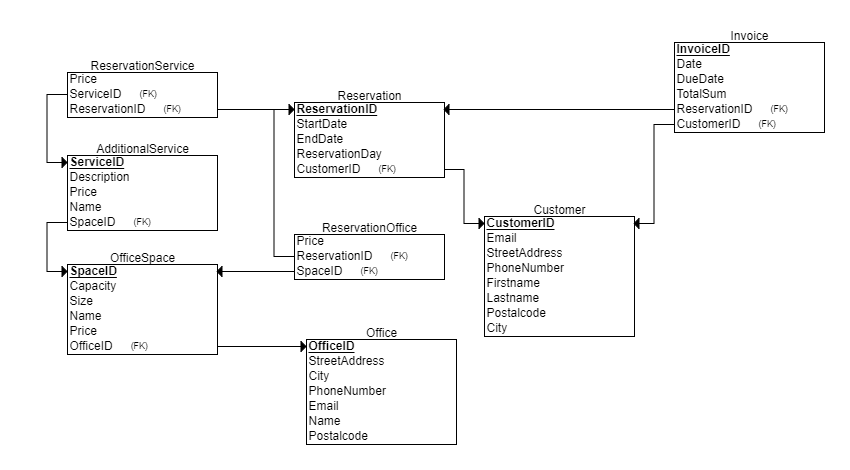 Invoice
InvoiceID
Date
DueDate
TotalSum
ReservationID (FK)
CustomerID (FK)
ReservationService
Price
ServiceID (FK)
ReservationID (FK)
Reservation
ReservationID
StartDate
EndDate
ReservationDay
CustomerID (FK)
AdditionalService
ServiceID
Description
Price
Name
SpaceID (FK)
Customer
CustomerID
Email
StreetAddress
PhoneNumber
Firstname
Lastname
Postalcode
City
ReservationOffice
Price
ReservationID (FK)
SpaceID (FK)
OfficeSpace
SpaceID
Capacity
Size
Name
Price
OfficeID (FK)
Office
OfficeID
StreetAddress
City
PhoneNumber
Email
Name
Postalcode